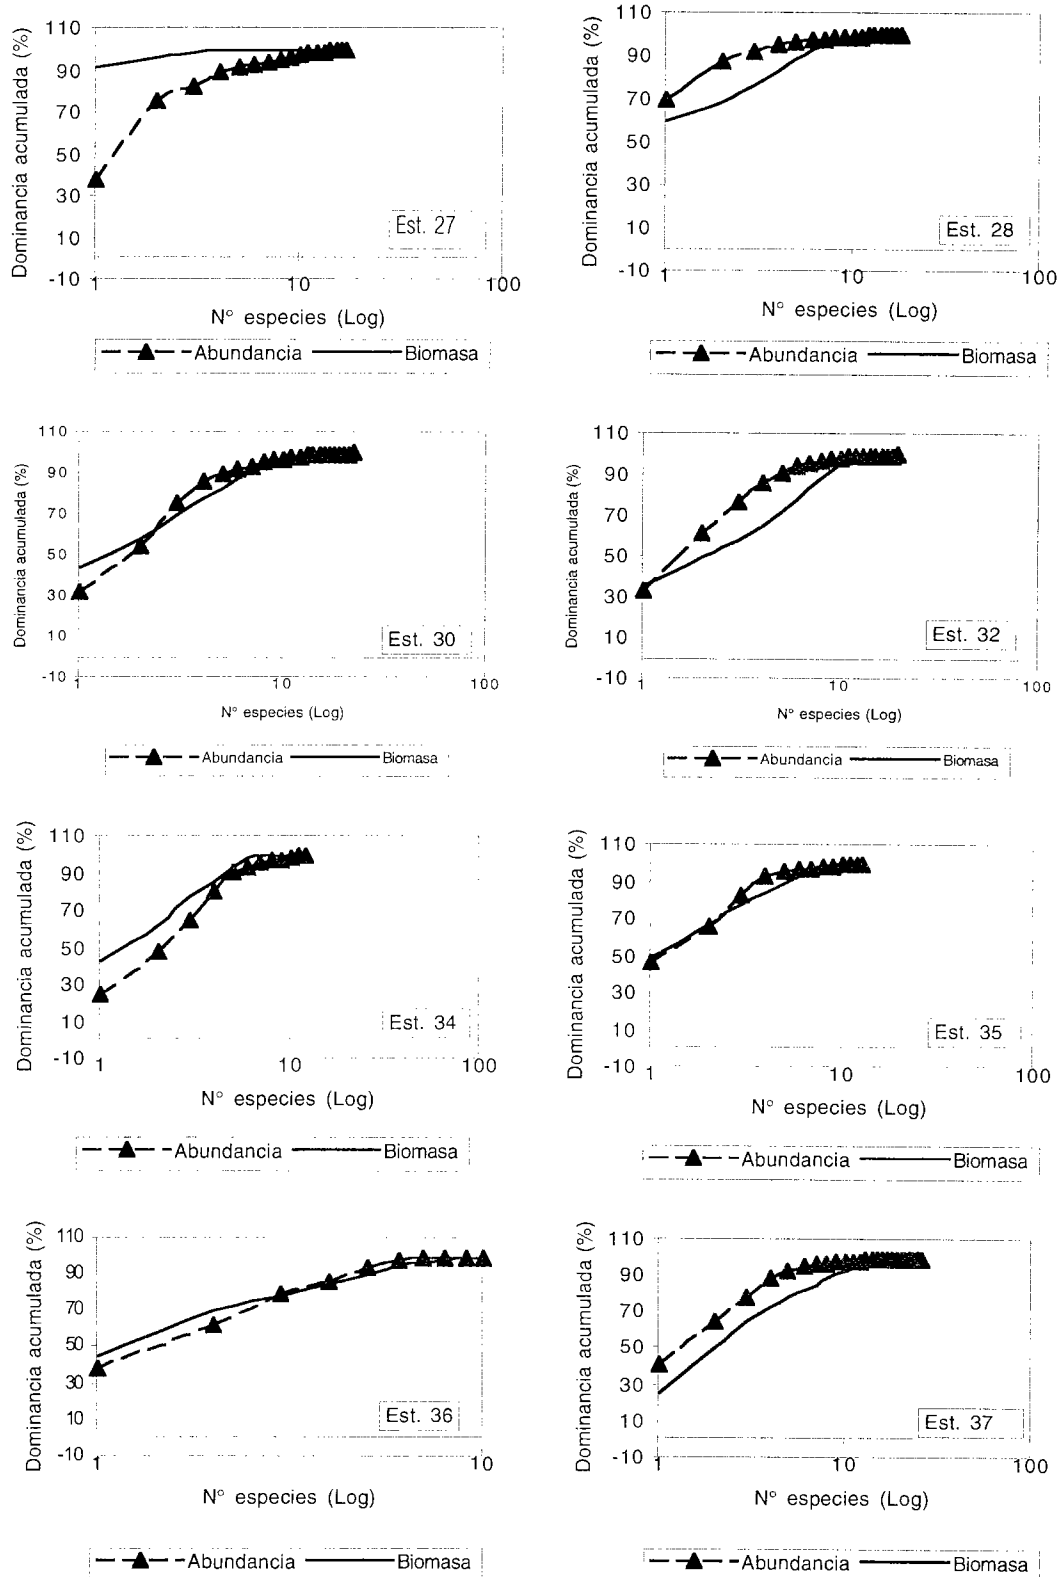 Dominancia acumulada (%)
110
90
70
50
30
10
-10
1
10
100
Est. 27
N° especies (Log)
Abundancia
Biomasa
Dominancia acumulada (%)
110
90
70
50
30
10
-10
1
10
100
Est. 28
N° especies (Log)
Abundancia
Biomasa
Dominancia acumulada (%)
110
90
70
50
30
10
-10
1
10
100
Est. 30
N° especies (Log)
Abundancia
Biomasa
Dominancia acumulada (%)
110
90
70
50
30
10
-10
1
10
100
Est. 32
N° especies (Log)
Abundancia
Biomasa
Dominancia acumulada (%)
110
90
70
50
30
10
-10
1
10
100
Est. 34
N° especies (Log)
Abundancia
Biomasa
Dominancia acumulada (%)
110
90
70
50
30
10
-10
1
10
100
Est. 35
N° especies (Log)
Abundancia
Biomasa
Dominancia acumulada (%)
110
90
70
50
30
10
-10
1
10
Est. 36
N° especies (Log)
Abundancia
Biomasa
Dominancia acumulada (%)
110
90
70
50
30
10
-10
1
10
100
Est. 37
N° especies (Log)
Abundancia
Biomasa